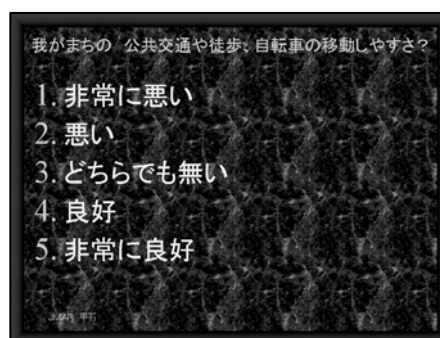 我がまちの 公共交通や徒歩、自転車の移動しやすさ?
1. 非常に悪い
2. 悪い
3. どちらでも無い
4. 良好
5. 非常に良好